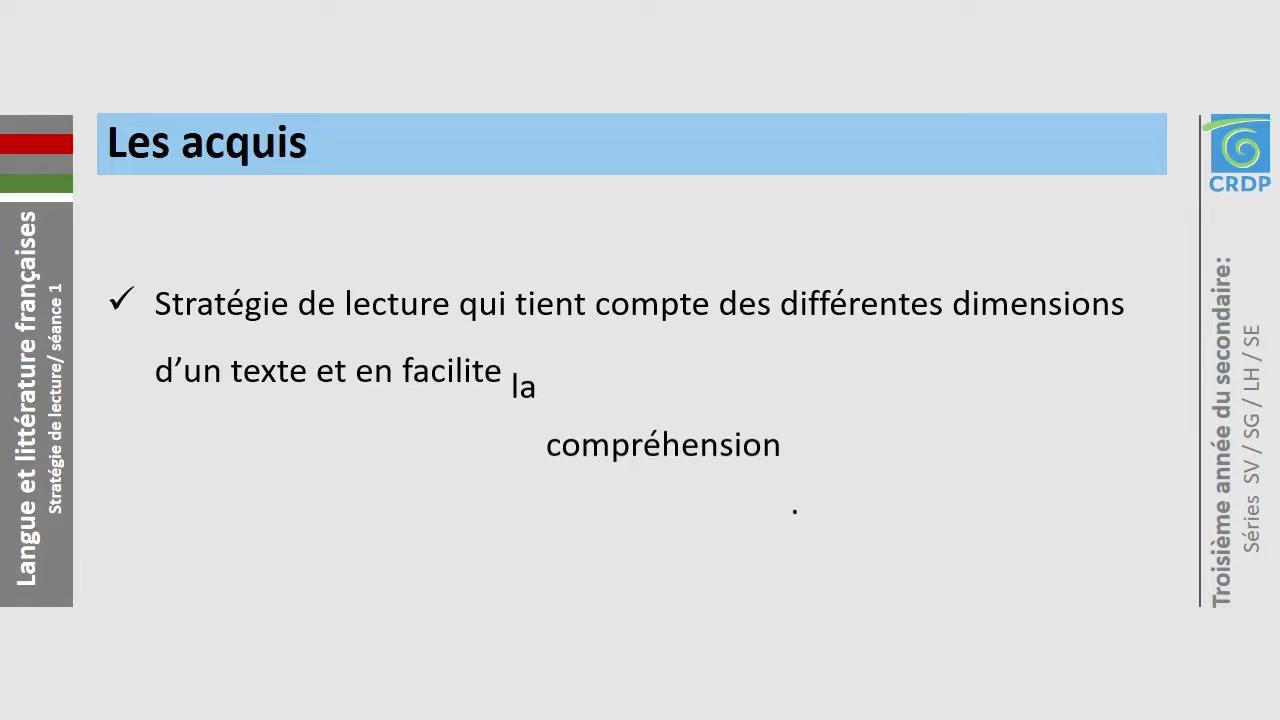 Les acquis
✓ Stratégie de lecture qui tient compte des différentes dimensions
d’un texte et en facilite la
compréhension
.
Langue et littérature françaises
Stratégie de lecture/ séance 1
CRDP
Troisième année du secondaire:
Séries SV / SG / LH / SE